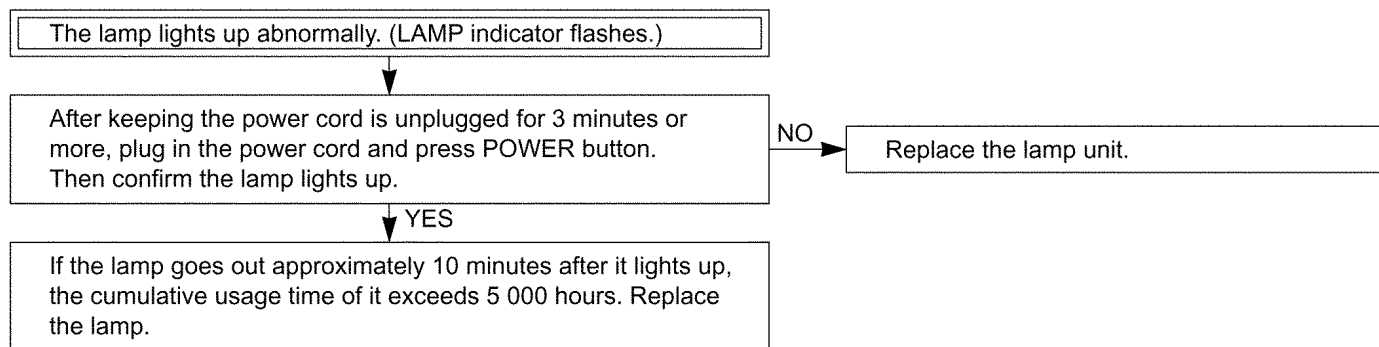 The lamp lights up abnormally. (LAMP indicator flashes.)
After keeping the power cord is unplugged for 3 minutes or
more, plug in the power cord and press POWER button.
Then confirm the lamp lights up.
NO
Replace the lamp unit.
YES
If the lamp goes out approximately 10 minutes after it lights up,
the cumulative usage time of it exceeds 5 000 hours. Replace
the lamp.